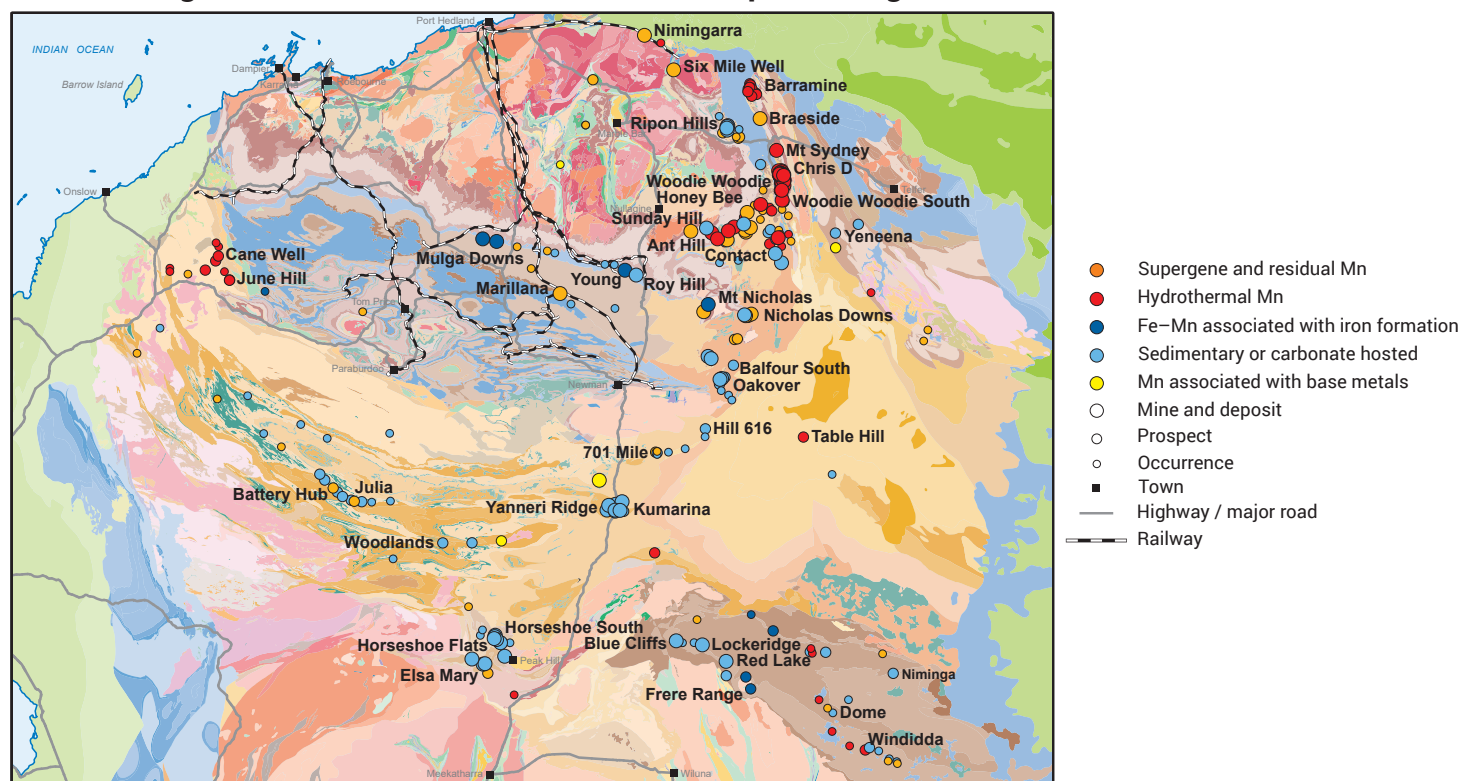 Port Hedland
Nimingarra
INDIAN OCEAN
Six Mile Well
Dampier
Karratha
Roebourne
Barrow Island
Barramine
Braeside
Ripon Hills
Marble Bar
Mt Sydney
Chris D
Woodie Woodie
Telfer
Onslow
Honey Bee
Woodie Woodie South
Nullagine
Sunday Hill
Yeneena
Ant Hill
Contact
Cane Well
Mulga Downs
June Hill
Young
Roy Hill
Marillana
Tom Price
Mt Nicholas
Nicholas Downs
Paraburdoo
Balfour South
Newman
Oakover
Hill 616
Table Hill
701 Mile
Julia
Battery Hub
Yanneri Ridge
Kumarina
Woodlands
Horseshoe South
Horseshoe Flats
Blue Cliffs
Lockeridge
Peak Hill
Red Lake
Elsa Mary
Niminga
Frere Range
Dome
Windidda
Meekatharra
Wiluna
Supergene and residual Mn
Hydrothermal Mn
Fe–Mn associated with iron formation
Sedimentary or carbonate hosted
Mn associated with base metals
Mine and deposit
Prospect
Occurrence
Town
Highway / major road
Railway